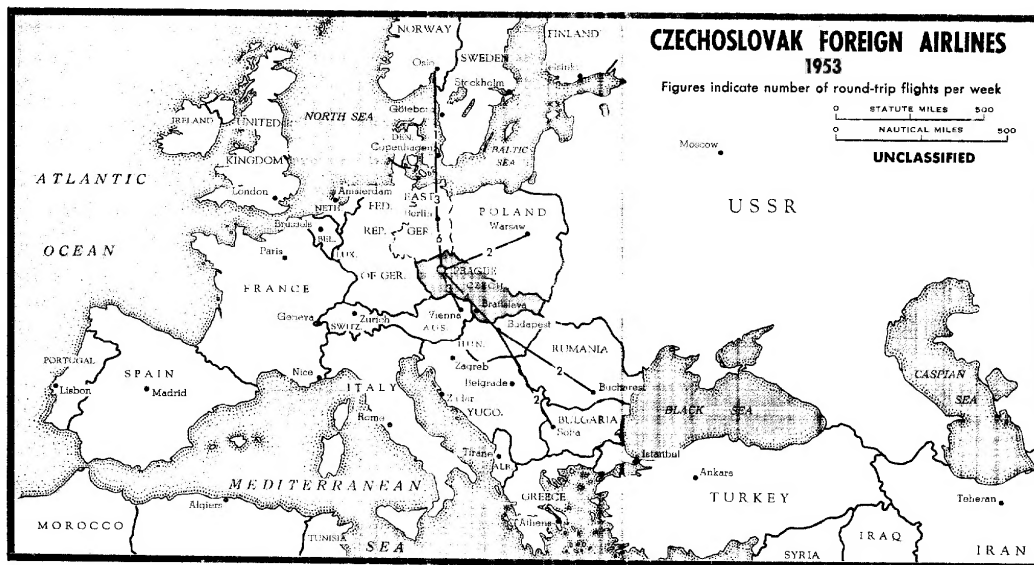 CZECHOSLOVAK FOREIGN AIRLINES
1953
Figures indicate number of round-trip flights per week
0 STATUTE MILES 500
0 NAUTICAL MILES 500
UNCLASSIFIED
NORWAY
FINLAND
SWEDEN
Oslo
Stockholm
NORTH SEA
IRELAND
UNITED
KINGDOM
DEN.
Copenhagen
BALTIC
SEA
Moscow
ATLANTIC
OCEAN
London
Amsterdam
NETH.
FED.
REP.
OF GER.
EAST
GER.
Berlin
3
6
POLAND
Warsaw
2
USSR
Brussels
BEL.
LUX.
Paris
FRANCE
PRAGUE
CZECH.
Bratislava
Vienna
Budapest
Geneva
SWITZ.
Zurich
HUN.
RUMANIA
Zagreb
Belgrade
2
Bucharest
2
PORTUGAL
SPAIN
Lisbon
Madrid
Nice
ITALY
Rome
YUGO.
BULGARIA
Sofia
BLACK SEA
CASPIAN
SEA
Tirane
ALB.
Istanbul
Ankara
TURKEY
GREECE
Athens
MEDITERRANEAN
SEA
Algiers
MOROCCO
TUNISIA
SYRIA
IRAQ
IRAN
Teheran